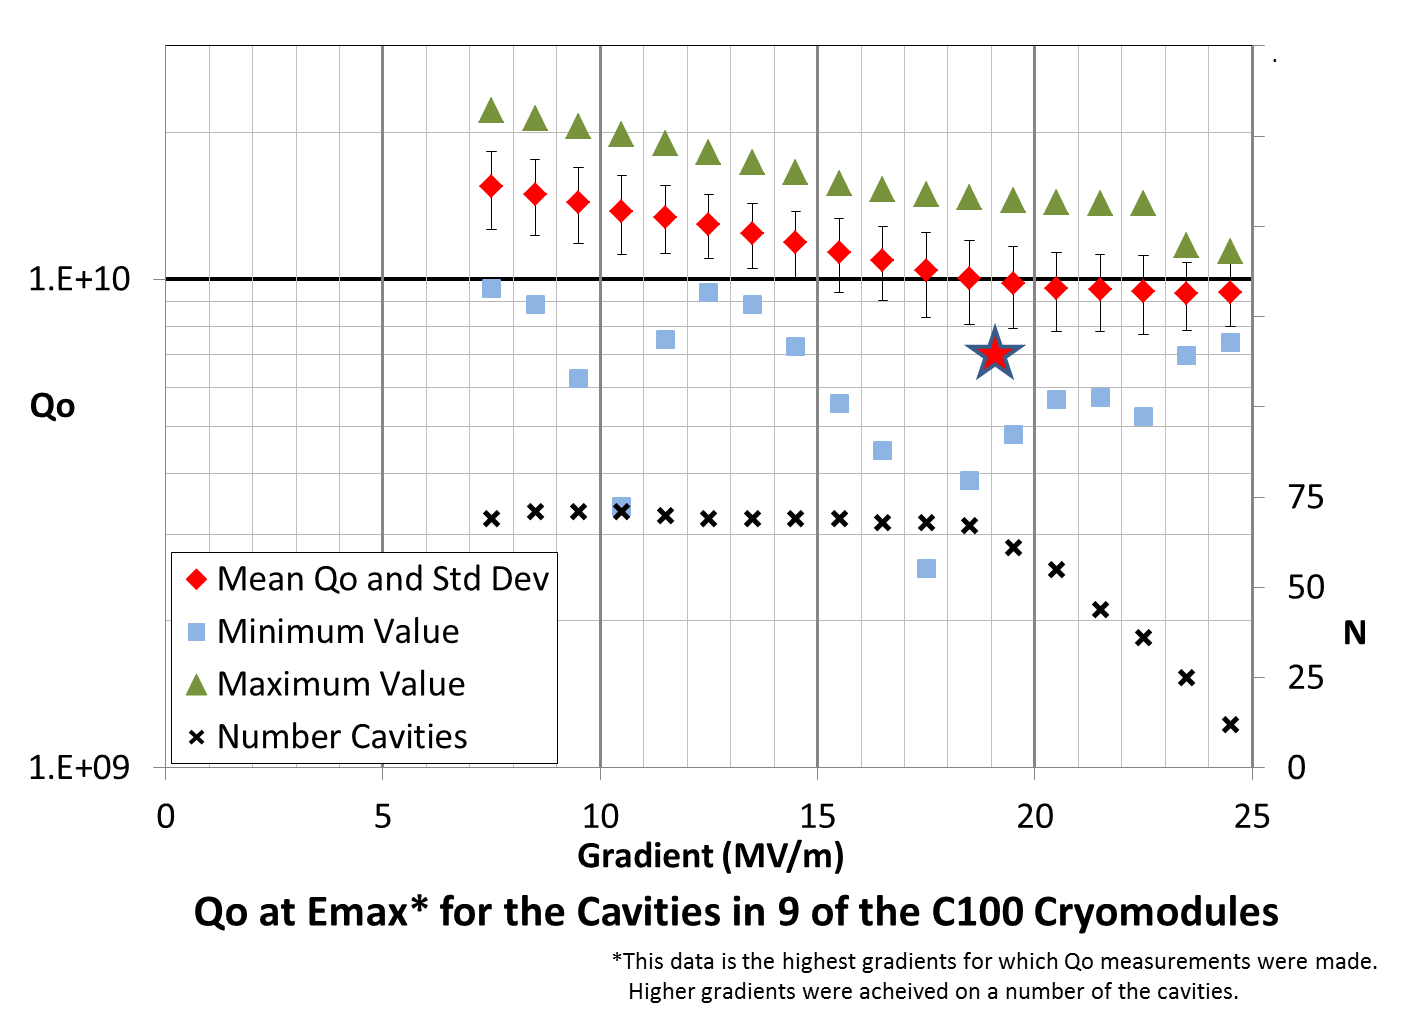 .
1.E+10
Qo
75
Mean Qo and Std Dev
50
Minimum Value
N
25
Maximum Value
Number Cavities
1.E+09
0
0 5 10 15 20 25
Gradient (MV/m)
Qo at Emax* for the Cavities in 9 of the C100 Cryomodules
*This data is the highest gradients for which Qo measurements were made.
Higher gradients were acheived on a number of the cavities.